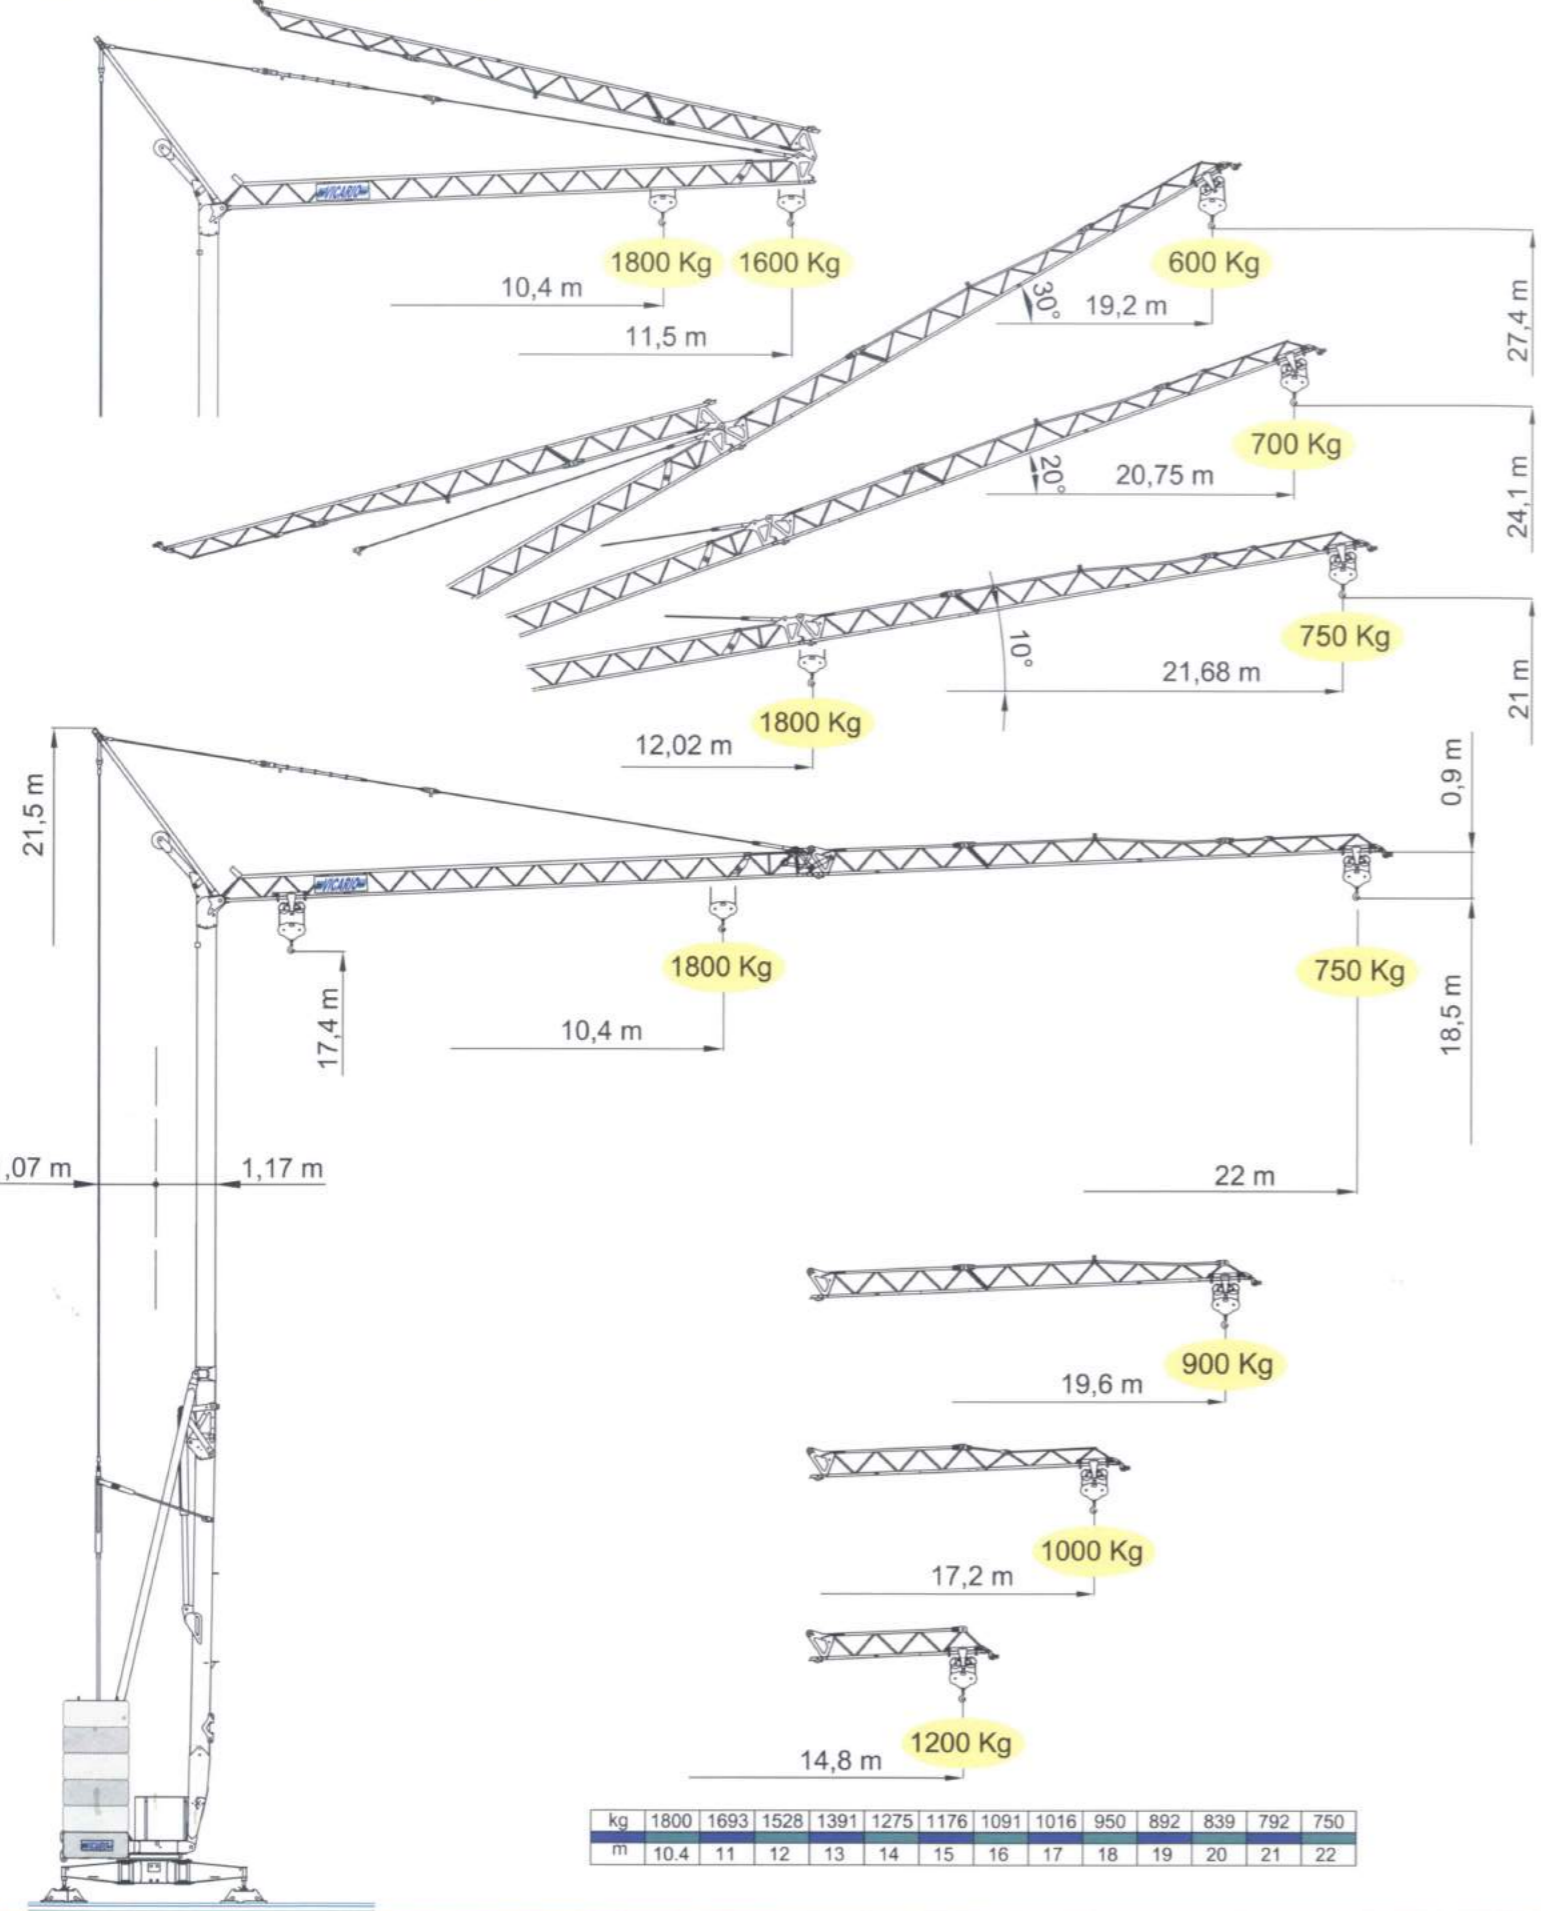 VICARIO
1800 Kg 1600 Kg
10,4 m
11,5 m
600 Kg
30°
19,2 m
27,4 m
700 Kg
20°
20,75 m
24,1 m
750 Kg
10°
21,68 m
21 m
1800 Kg
12,02 m
21,5 m
0,9 m
VICARIO
1800 Kg
750 Kg
17,4 m
10,4 m
18,5 m
,07 m
1,17 m
22 m
900 Kg
19,6 m
1000 Kg
17,2 m
1200 Kg
14,8 m
kg 1800 1693 1528 1391 1275 1176 1091 1016 950 892 839 792 750
m 10.4 11 12 13 14 15 16 17 18 19 20 21 22